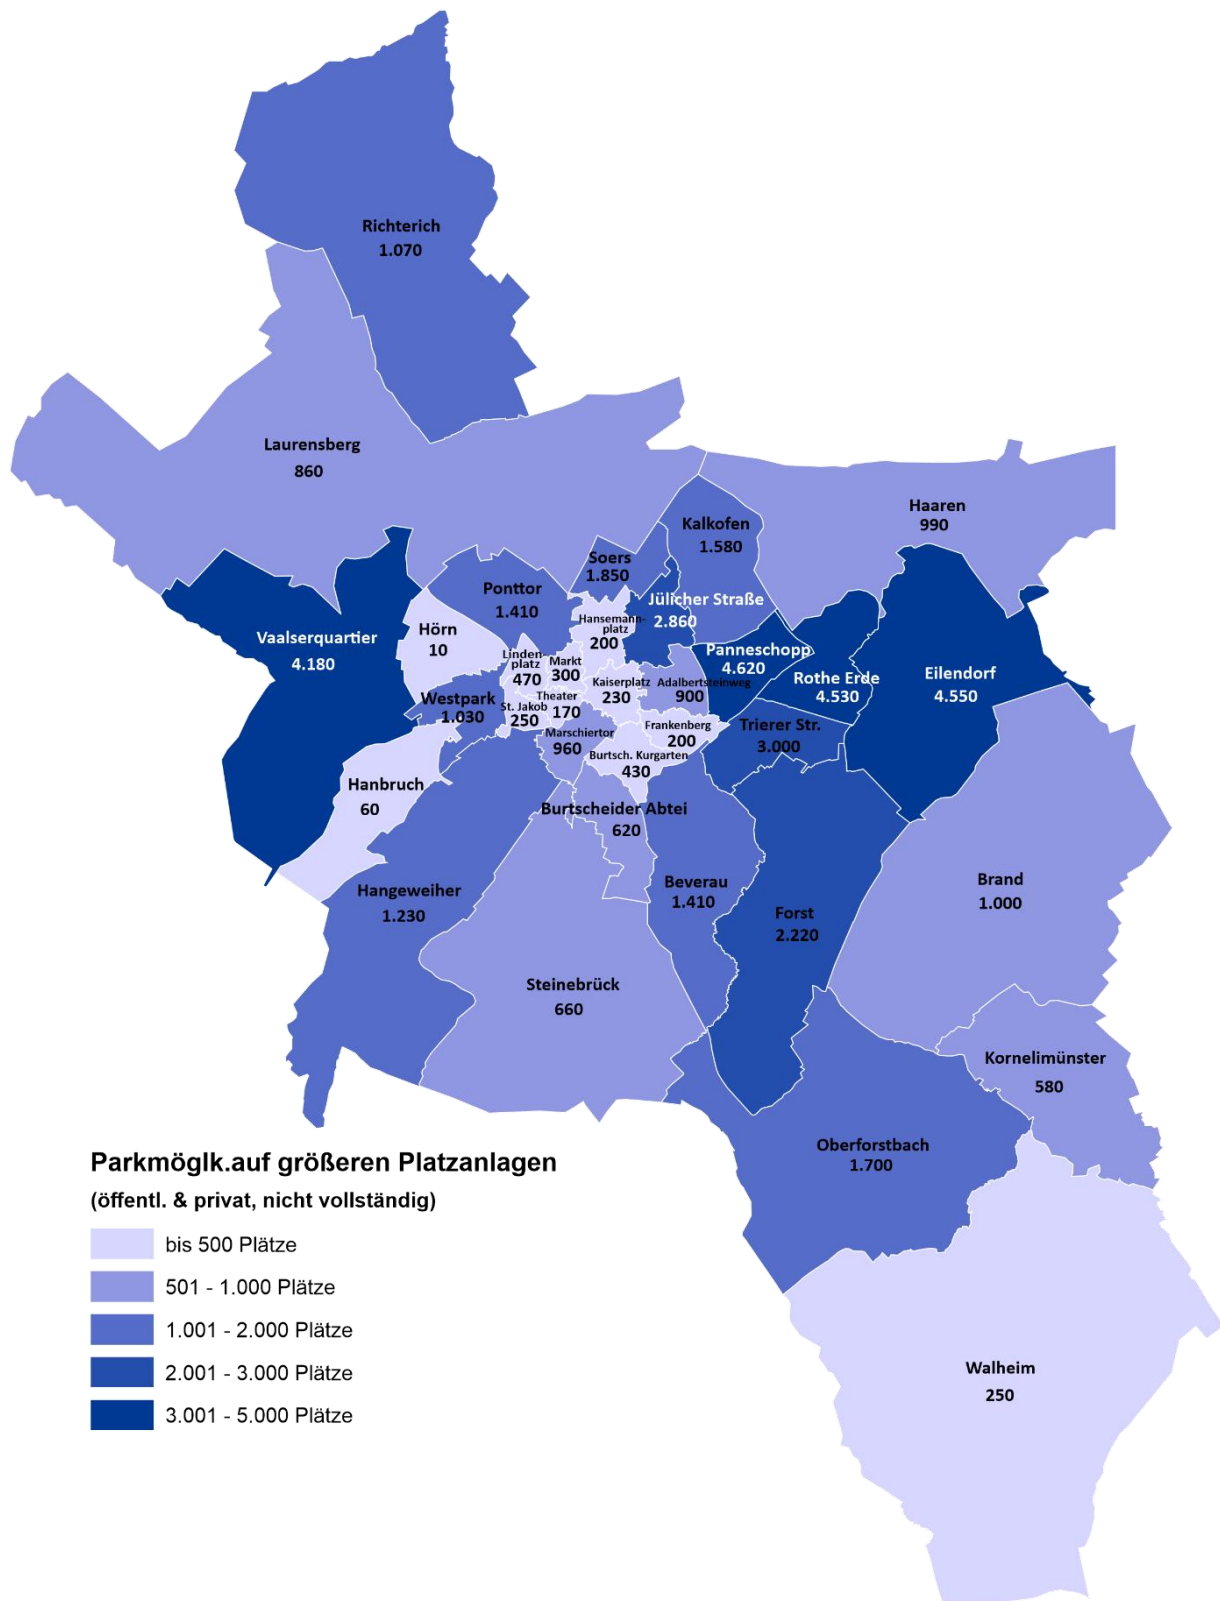 Richterich
1.070
Laurensberg
860
Haaren
990
Kalkofen
1.580
Soers
1.850
Ponttor
1.410
Jülicher Straße
2.860
Hansemann-
platz
200
Hörn
10
Vaalserquartier
4.180
Linden
platz
470
Markt
300
Panneschopp
4.620
Rothe Erde
4.530
Eilendorf
4.550
Kaiserplatz
230
Adalbertsteinweg
900
Westpark
1.030
St. Jakob
250
Theater
170
Frankenberg
200
Trierer Str.
3.000
Marschiertor
960
Burtsch. Kurgarten
430
Hanbruch
60
Burtscheider Abtei
620
Hangeweiher
1.230
Beverau
1.410
Forst
2.220
Brand
1.000
Steinebrück
660
Kornelimünster
580
Oberforstbach
1.700
Walheim
250
Parkmöglk.auf größeren Platzanlagen
(öffentl. & privat, nicht vollständig)
bis 500 Plätze
501 - 1.000 Plätze
1.001 - 2.000 Plätze
2.001 - 3.000 Plätze
3.001 - 5.000 Plätze